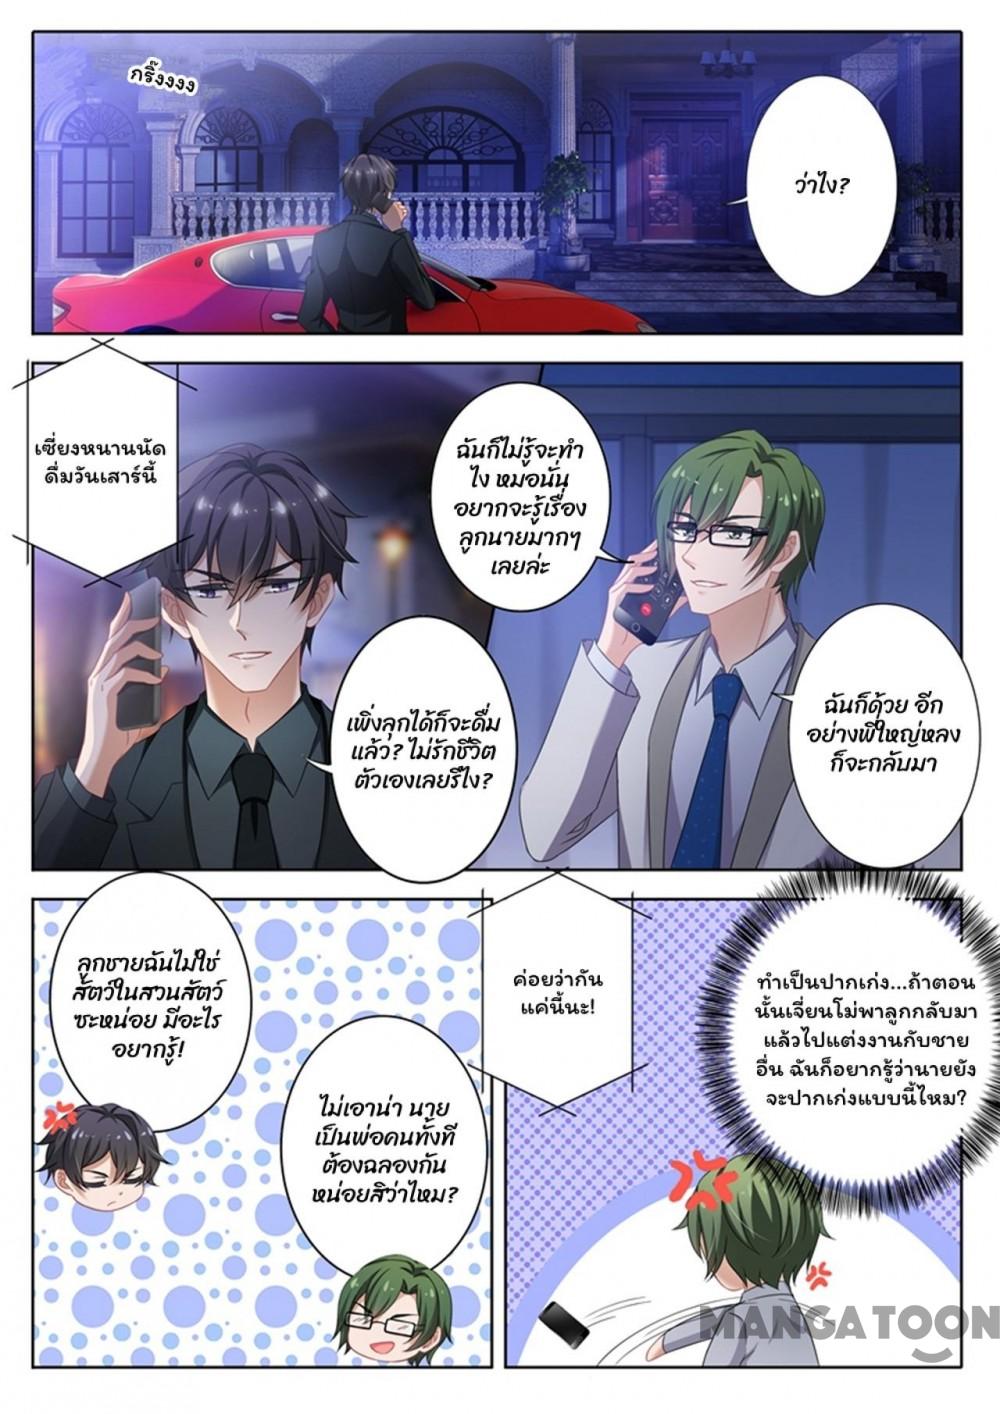 กริ๊งงงง
ว่าไง?
เซี่ยงหนานนัด
ดื่มวันเสาร์นี้
ฉันก็ไม่รู้จะทำ
ไง หมอนั่น
อยากจะรู้เรื่อง
ลูกนายมากๆ
เลยล่ะ
เพิ่งลุกได้ก็จะดื่ม
แล้ว? ไม่รักชีวิต
ตัวเองเลยรึไง?
ฉันก็ด้วย อีก
อย่างพี่ใหญ่หลง
ก็จะกลับมา
ลูกชายฉันไม่ใช่
สัตว์ในสวนสัตว์
ซะหน่อย มีอะไร
อยากรู้!
ไม่เอาน่า นาย
เป็นพ่อคนทั้งที
ต้องฉลองกัน
หน่อยสิว่าไหม?
ค่อยว่ากัน
แค่นี้นะ!
ทำเป็นปากเก่ง...ถ้าตอน
นั้นเจี่ยนโม่พาลูกกลับมา
แล้วไปแต่งงานกับชาย
อื่น ฉันก็อยากรู้ว่านายยัง
จะปากเก่งแบบนี้ไหม?
MANGATOON